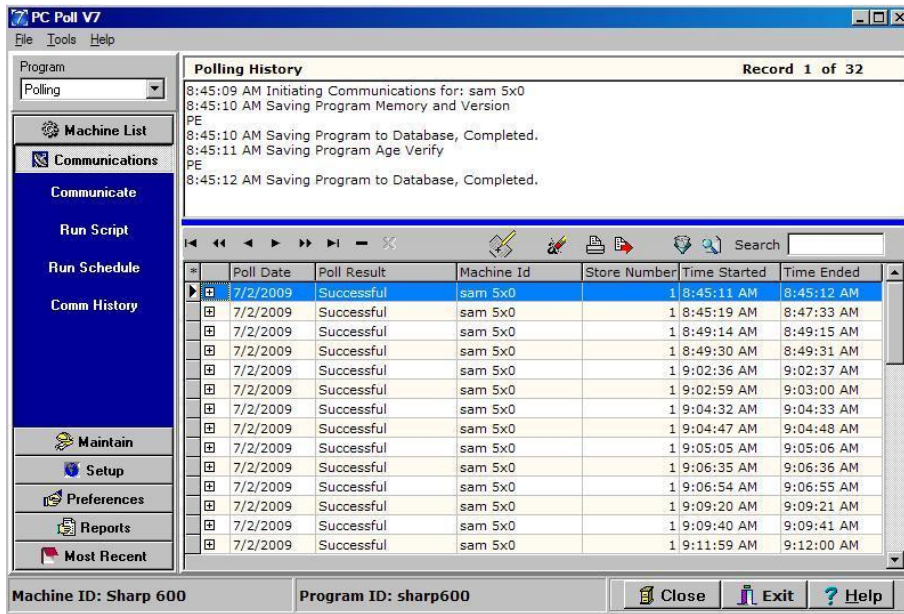 PC Poll V7
File Tools Help
Program
Polling
Machine List
Communications
Communicate
Run Script
Run Schedule
Comm History
Maintain
Setup
Preferences
Reports
Most Recent
Polling History Record 1 of 32
8:45:09 AM Initiating Communications for: sam 5x0
8:45:10 AM Saving Program Memory and Version
PE
8:45:10 AM Saving Program to Database, Completed.
8:45:11 AM Saving Program Age Verify
PE
8:45:12 AM Saving Program to Database, Completed.
Search
* Poll Date Poll Result Machine Id Store Number Time Started Time Ended
7/2/2009 Successful sam 5x0 1 8:45:11 AM 8:45:12 AM
7/2/2009 Successful sam 5x0 1 8:45:19 AM 8:47:33 AM
7/2/2009 Successful sam 5x0 1 8:49:14 AM 8:49:15 AM
7/2/2009 Successful sam 5x0 1 8:49:30 AM 8:49:31 AM
7/2/2009 Successful sam 5x0 1 9:02:36 AM 9:02:37 AM
7/2/2009 Successful sam 5x0 1 9:02:59 AM 9:03:00 AM
7/2/2009 Successful sam 5x0 1 9:04:32 AM 9:04:33 AM
7/2/2009 Successful sam 5x0 1 9:04:47 AM 9:04:48 AM
7/2/2009 Successful sam 5x0 1 9:05:05 AM 9:05:06 AM
7/2/2009 Successful sam 5x0 1 9:06:35 AM 9:06:36 AM
7/2/2009 Successful sam 5x0 1 9:06:54 AM 9:06:55 AM
7/2/2009 Successful sam 5x0 1 9:09:20 AM 9:09:21 AM
7/2/2009 Successful sam 5x0 1 9:09:40 AM 9:09:41 AM
7/2/2009 Successful sam 5x0 1 9:11:59 AM 9:12:00 AM
Machine ID: Sharp 600 Program ID: sharp600 Close Exit Help